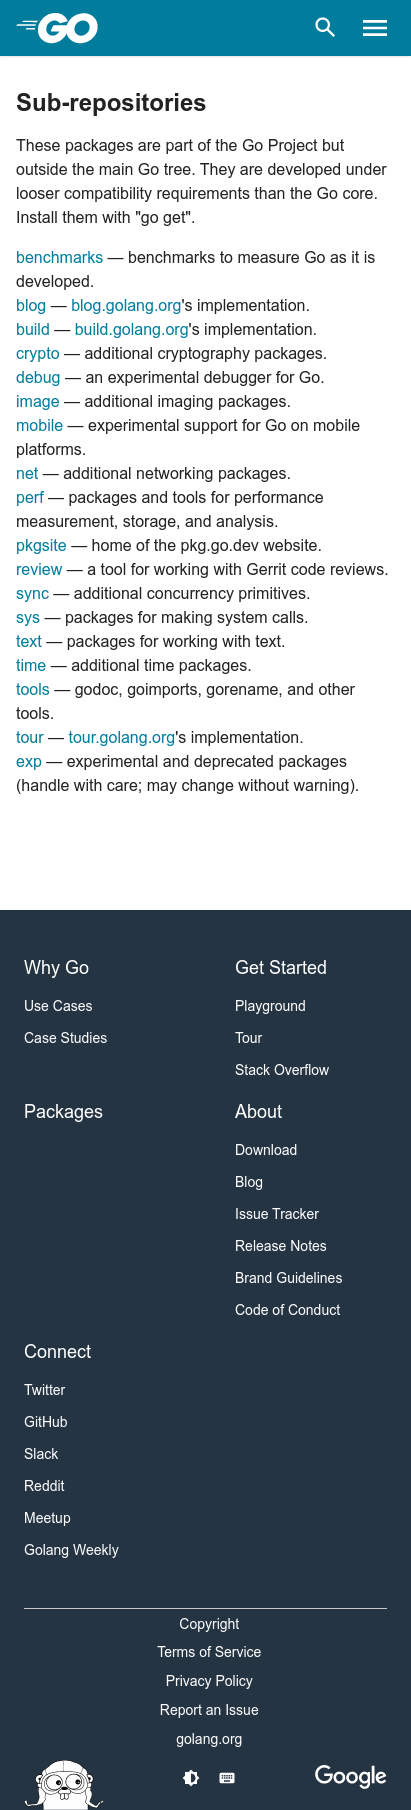 GO
Sub-repositories
These packages are part of the Go Project but
outside the main Go tree. They are developed under
looser compatibility requirements than the Go core.
Install them with "go get".
benchmarks — benchmarks to measure Go as it is
developed.
blog — blog.golang.org's implementation.
build — build.golang.org's implementation.
crypto — additional cryptography packages.
debug — an experimental debugger for Go.
image — additional imaging packages.
mobile — experimental support for Go on mobile
platforms.
net — additional networking packages.
perf — packages and tools for performance
measurement, storage, and analysis.
pkgsite — home of the pkg.go.dev website.
review — a tool for working with Gerrit code reviews.
sync — additional concurrency primitives.
sys — packages for making system calls.
text — packages for working with text.
time — additional time packages.
tools — godoc, goimports, gorename, and other
tools.
tour — tour.golang.org's implementation.
exp — experimental and deprecated packages
(handle with care; may change without warning).
Why Go
Use Cases
Case Studies
Get Started
Playground
Tour
Stack Overflow
Packages
About
Download
Blog
Issue Tracker
Release Notes
Brand Guidelines
Code of Conduct
Connect
Twitter
GitHub
Slack
Reddit
Meetup
Golang Weekly
Copyright
Terms of Service
Privacy Policy
Report an Issue
golang.org
Google